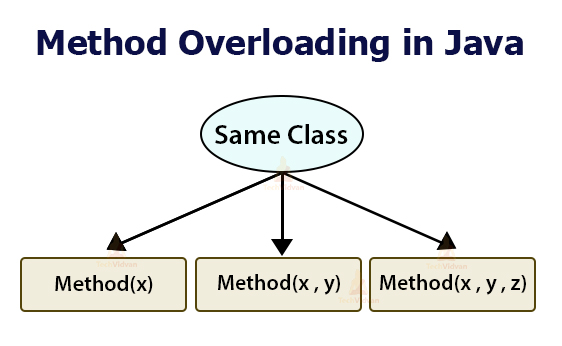 Method Overloading in Java
Same Class
Method(x)
Method(x , y)
Method(x , y , z)